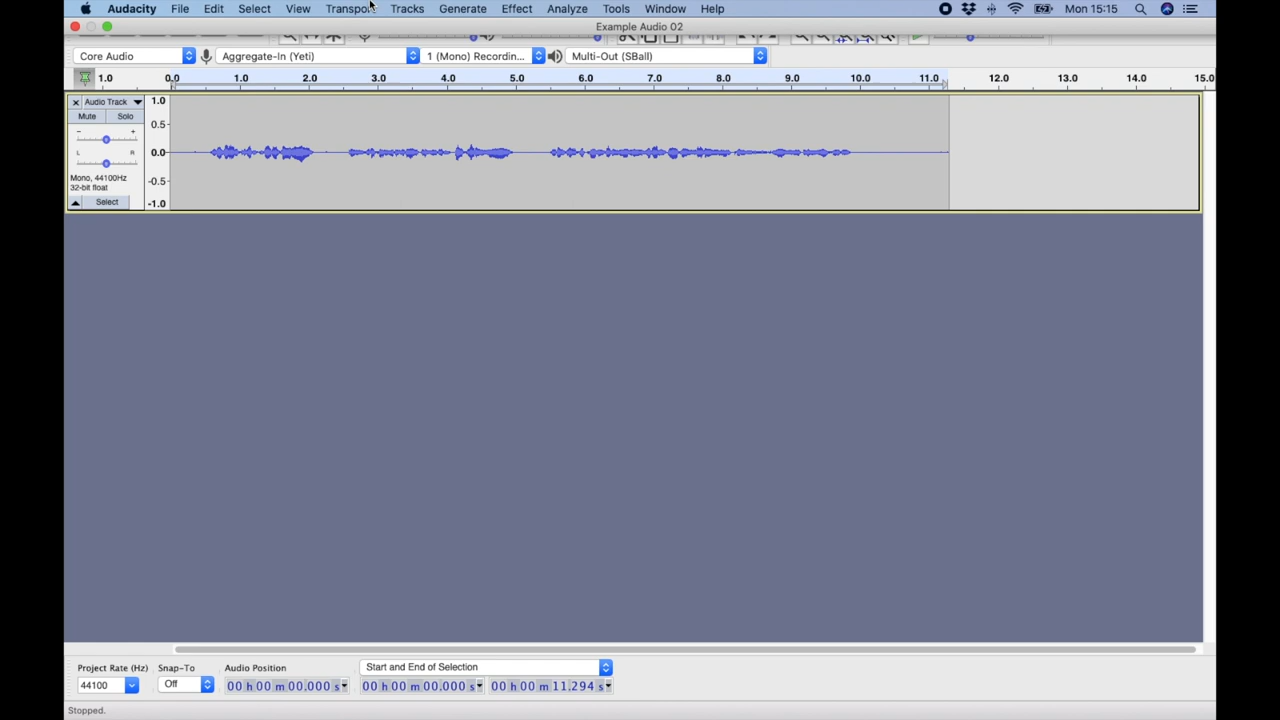 Audacity File Edit Select View Transport Tracks Generate Effect Analyze Tools Window Help Mon 15:15
Example Audio 02
Core Audio Aggregate-In (Yeti) 1 (Mono) Recordin... Multi-Out (SBall)
1.0 0.0 1.0 2.0 3.0 4.0 5.0 6.0 7.0 8.0 9.0 10.0 11.0 12.0 13.0 14.0 15.0
Audio Track
Mute Solo
- +
L R
Mono, 44100Hz
32-bit float
Select
1.0
0.5-
0.0-
-0.5-
-1.0
Project Rate (Hz) Snap-To Audio Position Start and End of Selection
44100 Off 00 h 00 m 00.000 s 00 h 00 m 00.000 s 00 h 00 m 11.294 s
Stopped.